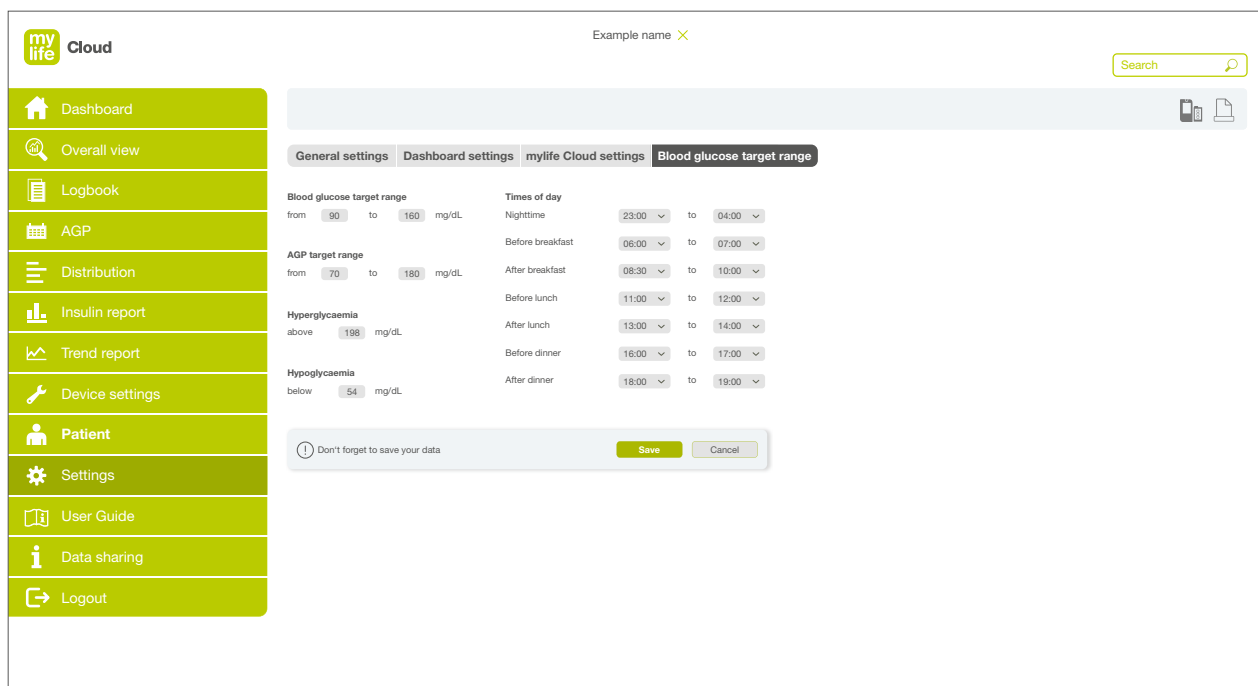 my
life
Cloud
Example name
Search
Dashboard
Overall view
Logbook
AGP
Distribution
Insulin report
Trend report
Device settings
Patient
Settings
User Guide
Data sharing
Logout
General settings Dashboard settings mylife Cloud settings Blood glucose target range
Blood glucose target range
from 90 to 160 mg/dL
AGP target range
from 70 to 180 mg/dL
Hyperglycaemia
above 198 mg/dL
Hypoglycaemia
below 54 mg/dL
Times of day
Nighttime 23:00 to 04:00
Before breakfast 06:00 to 07:00
After breakfast 08:30 to 10:00
Before lunch 11:00 to 12:00
After lunch 13:00 to 14:00
Before dinner 16:00 to 17:00
After dinner 18:00 to 19:00
Don't forget to save your data Save Cancel